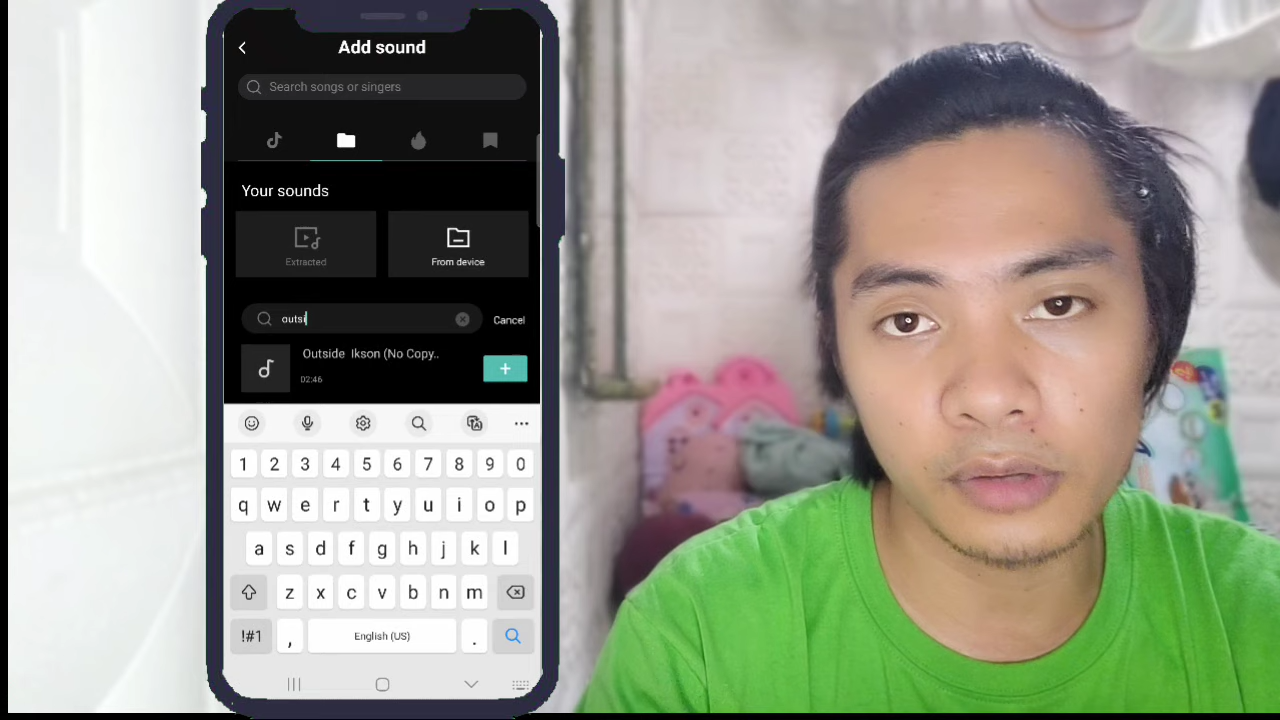 Add sound
Search songs or singers
Your sounds
Extracted
From device
outsi
Cancel
Outside Ikson (No Copy..
02:46
+
1 2 3 4 5 6 7 8 9 0
q w e r t y u i o p
a s d f g h j k l
z x c v b n m
!#1 , English (US) .